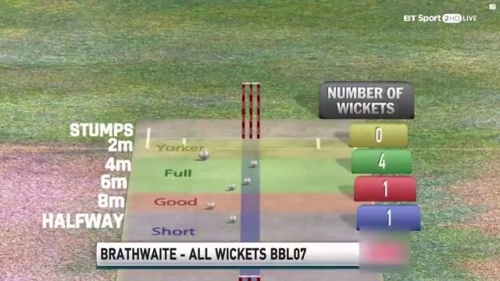 BT Sport 2HD LIVE
NUMBER OF
WICKETS
STUMPS
2m
4m
6m
8m
HALFWAY
Yorker
Full
Good
Short
0
4
1
1
BRATHWAITE - ALL WICKETS BBL07